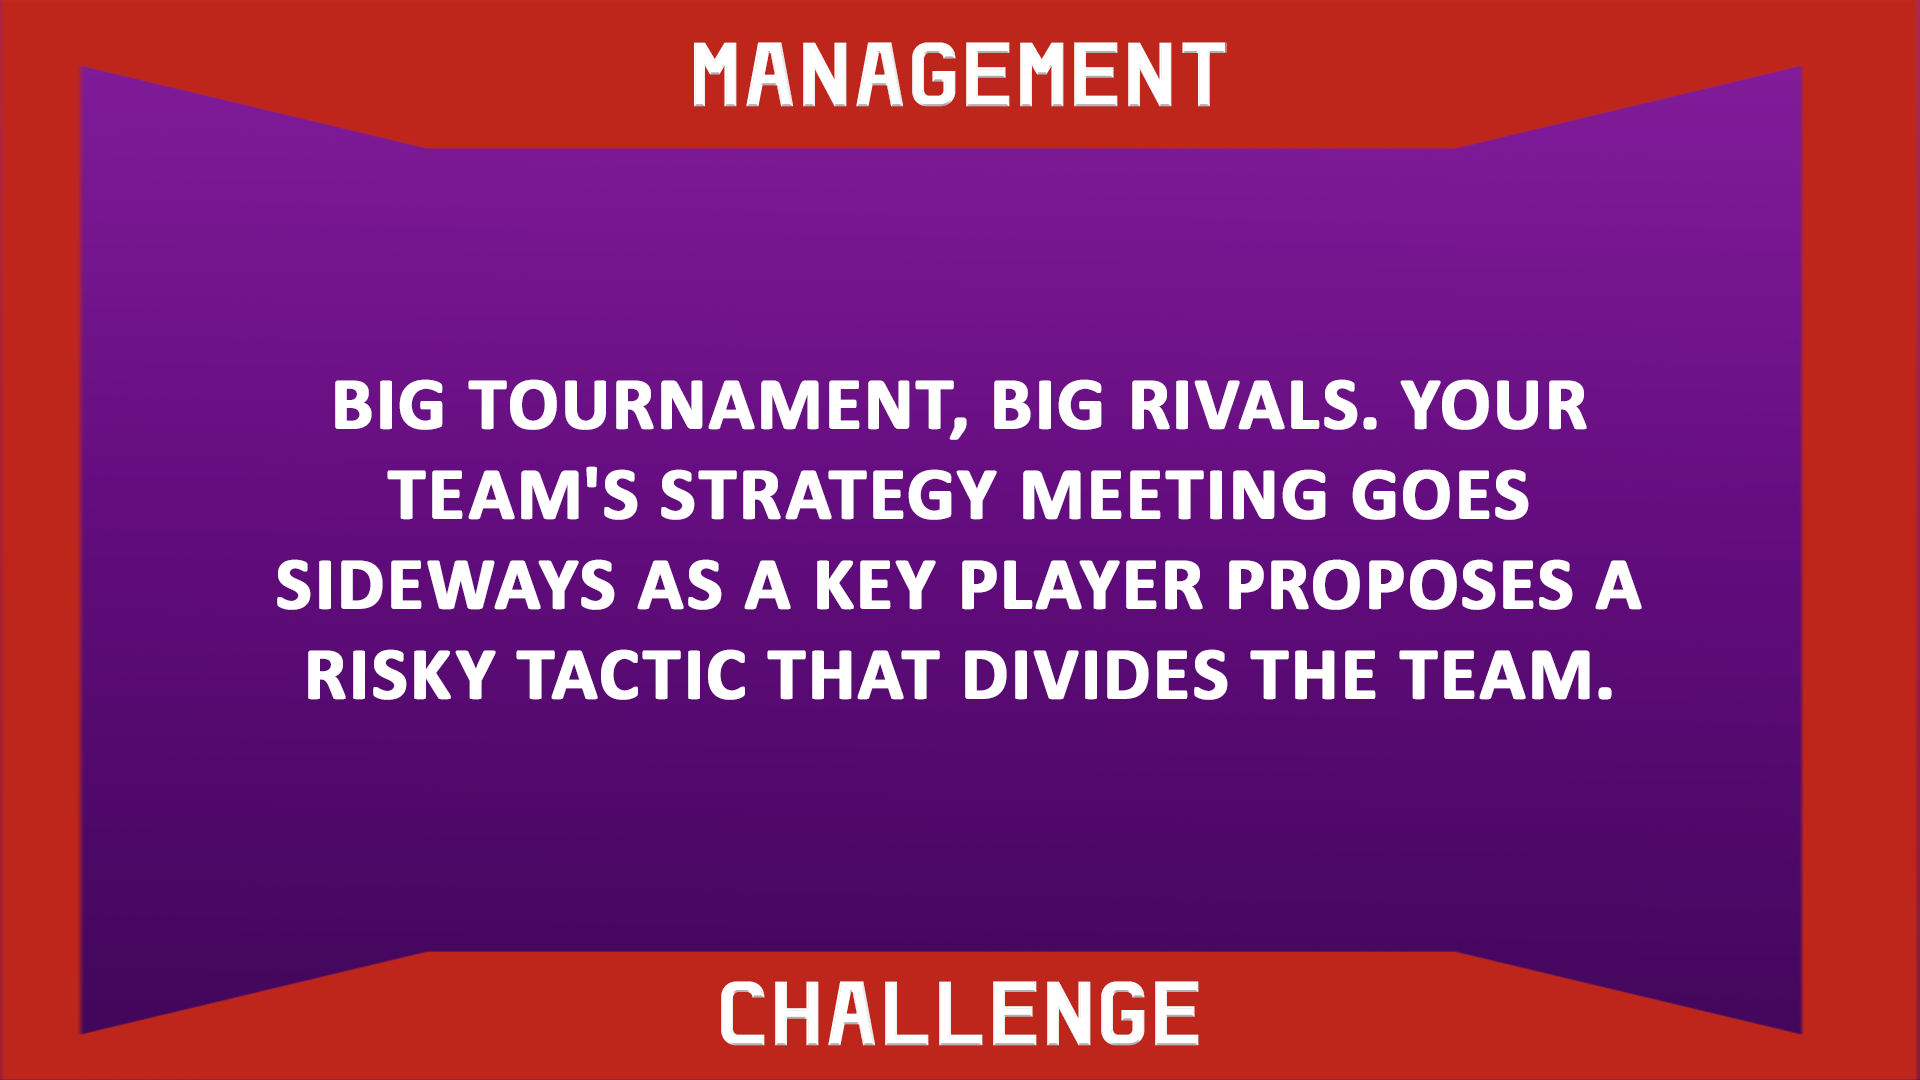 MANAGEMENT
BIG TOURNAMENT, BIG RIVALS. YOUR
TEAM'S STRATEGY MEETING GOES
SIDEWAYS AS A KEY PLAYER PROPOSES A
RISKY TACTIC THAT DIVIDES THE TEAM.
CHALLENGE